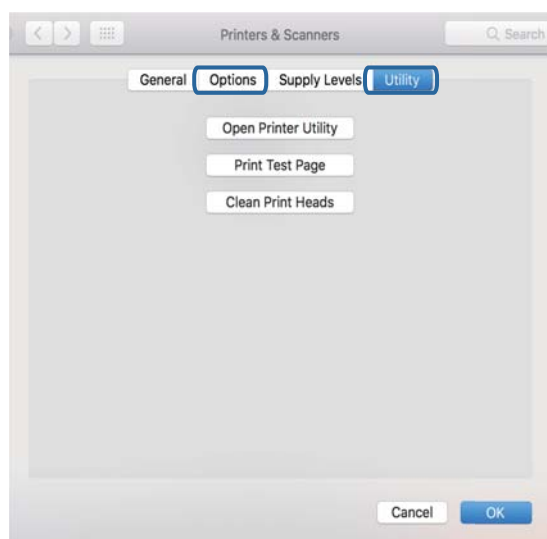 Printers & Scanners Search
General Options Supply Levels Utility
Open Printer Utility
Print Test Page
Clean Print Heads
Cancel OK